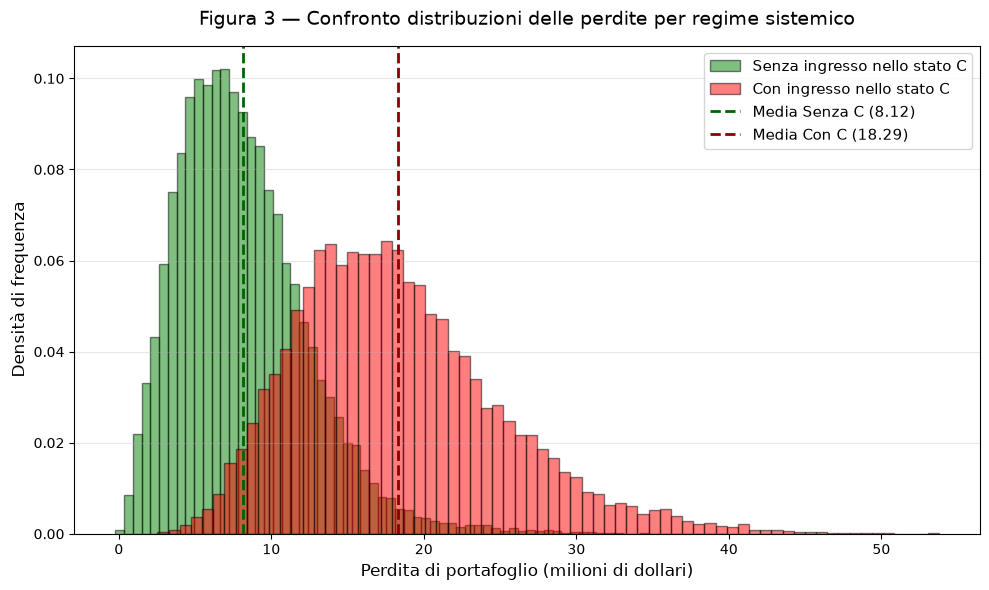 Figura 3 — Confronto distribuzioni delle perdite per regime sistemico
Senza ingresso nello stato C
Con ingresso nello stato C
Media Senza C (8.12)
Media Con C (18.29)
Densità di frequenza
0.10
0.08
0.06
0.04
0.02
0.00
0
10
20
30
40
50
Perdita di portafoglio (milioni di dollari)